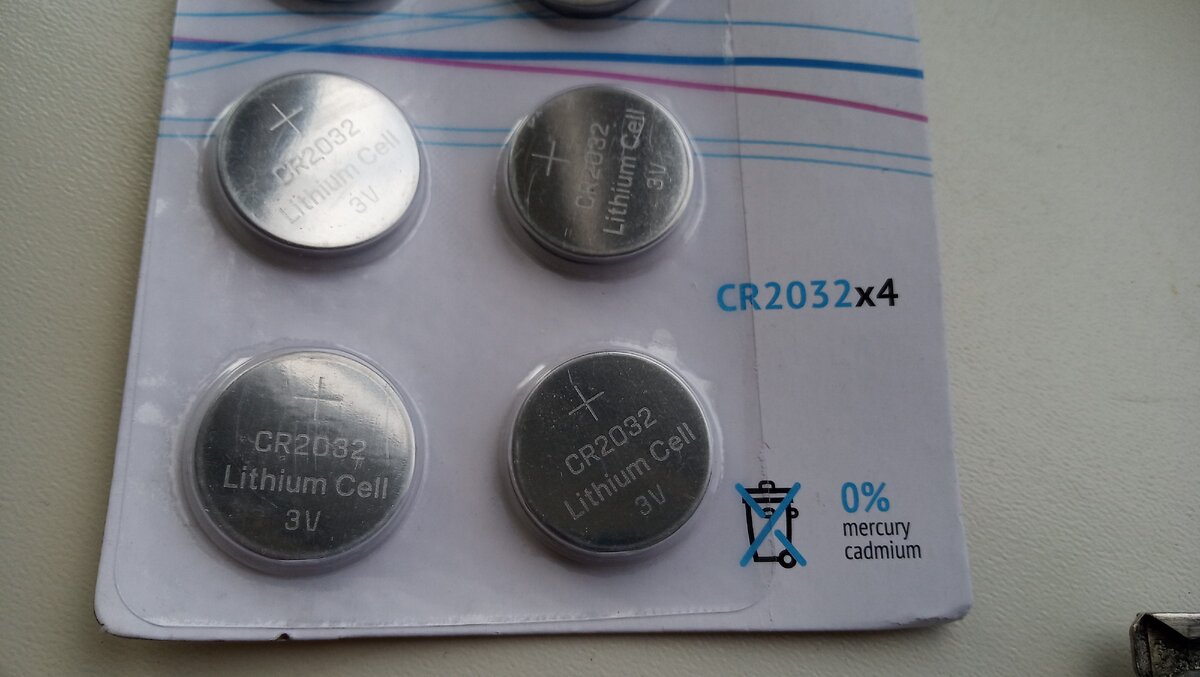 +
CR2032
Lithium Cell
3V
+
CR2032
Lithium Cell
3V
CR2032x4
+
CR2032
Lithium Cell
3V
+
CR2032
Lithium Cell
3V
0%
mercury
cadmium